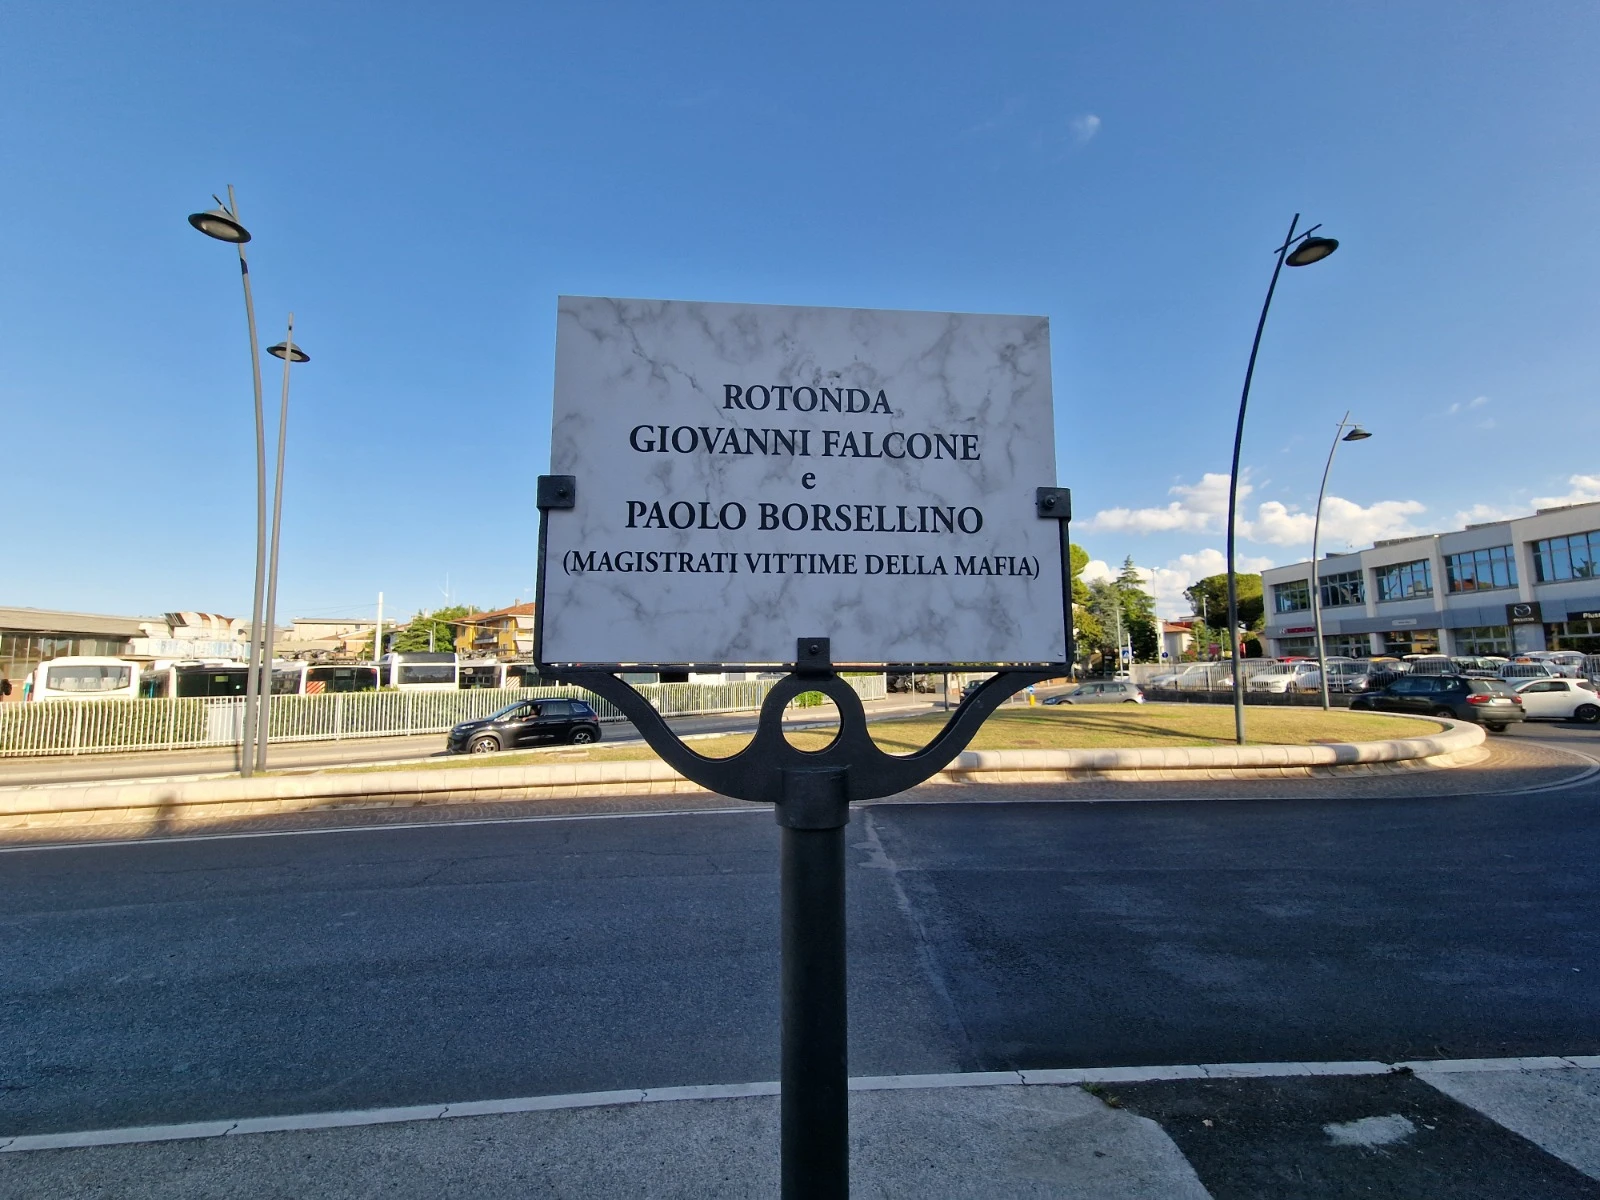 ROTONDA
GIOVANNI FALCONE
e
PAOLO BORSELLINO
(MAGISTRATI VITTIME DELLA MAFIA)